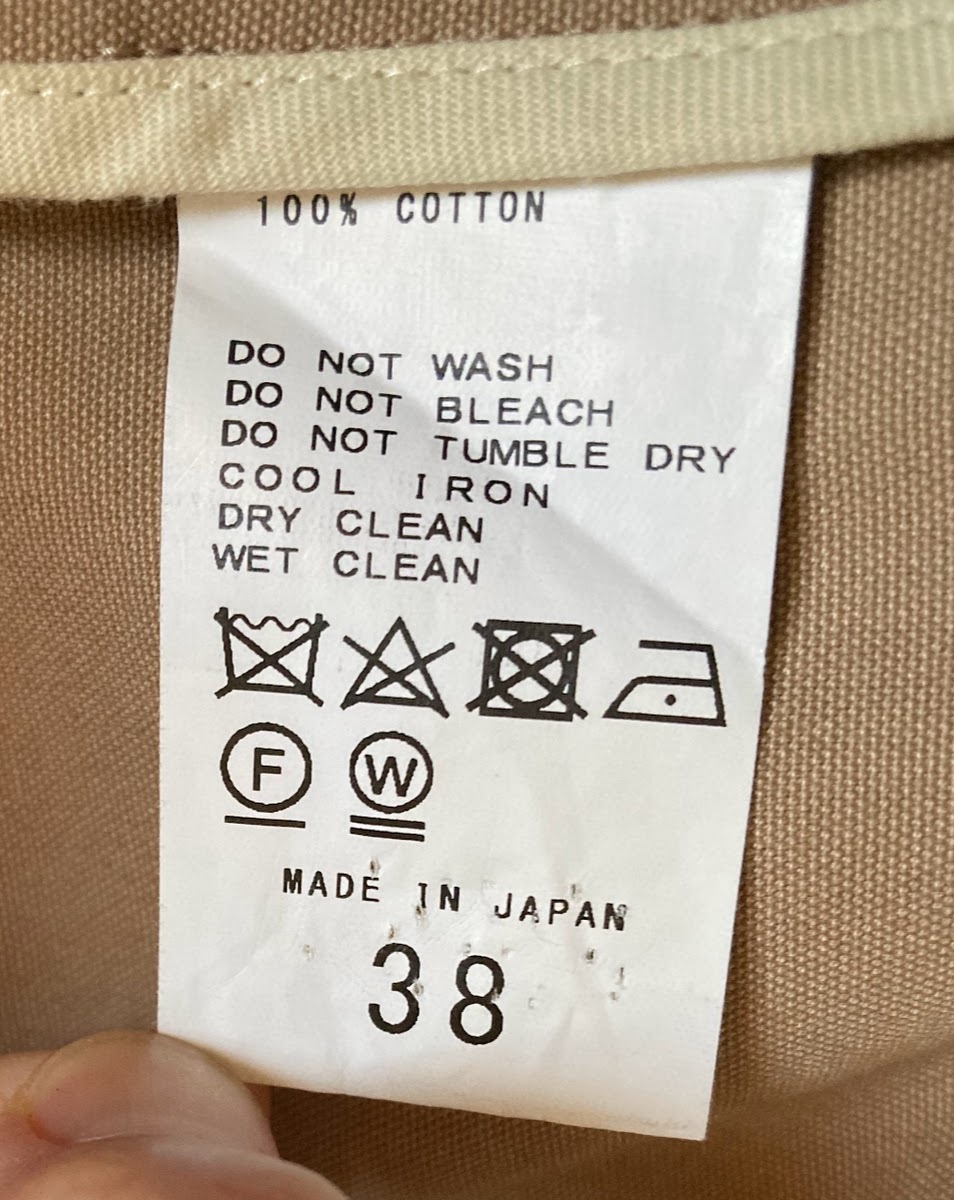 100% COTTON
DO NOT WASH
DO NOT BLEACH
DO NOT TUMBLE DRY
COOL IRON
DRY CLEAN
WET CLEAN
F W
MADE IN JAPAN
38